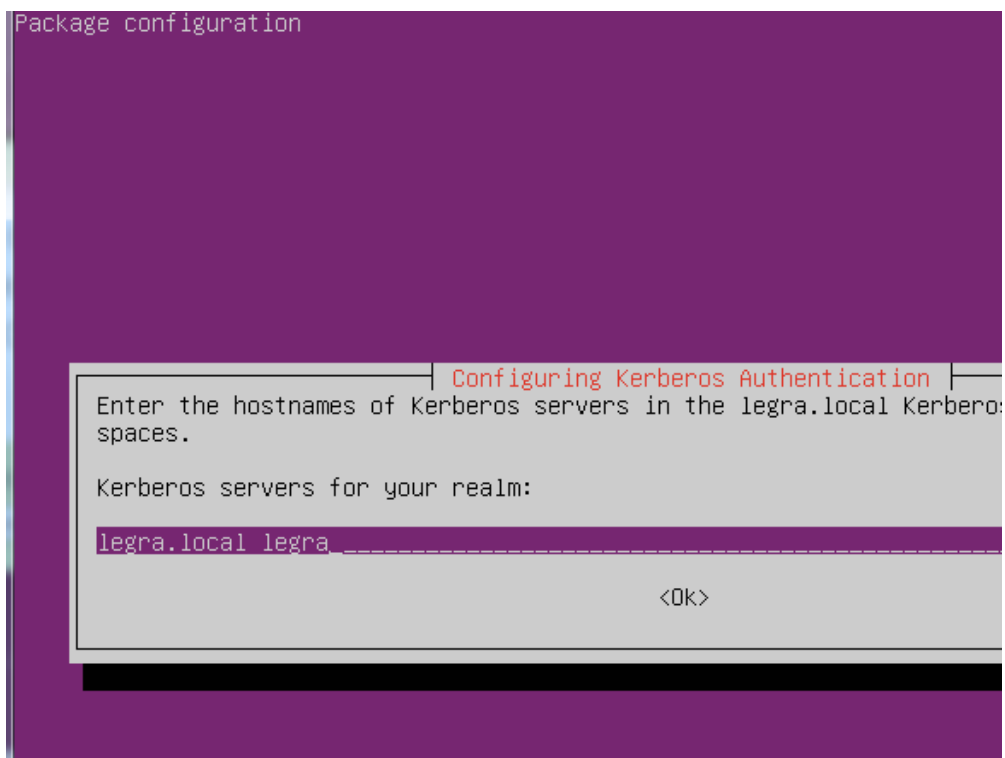 Package configuration
Configuring Kerberos Authentication
Enter the hostnames of Kerberos servers in the legra.local
spaces.
Kerberos servers for your realm:
legra.local legra
<Ok>